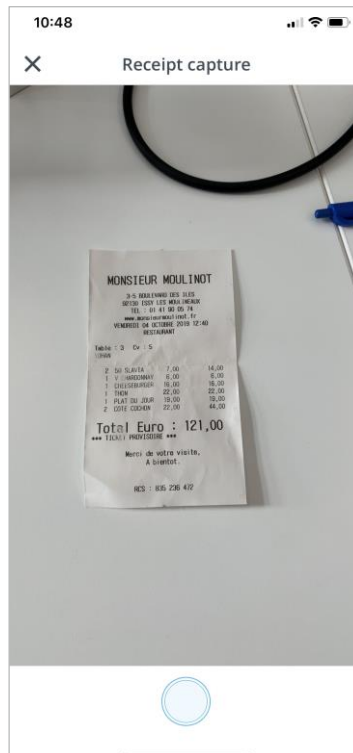 10:48
Receipt capture
MONSIEUR MOULINOT
3-5 BOULEVARD DES ILES
92130 ISSY LES MOULINEAUX
TEL : 01 41 90 05 74
www.monsieurmoulinot.fr
VENDREDI 04 OCTOBRE 2019 12:40
RESTAURANT
Table : 3 Cv : 5
YOHAN
2 5U SLAVIA 7,00 14,00
1 V CHARDONNAY 6,00 6,00
1 CHEESEBURGER 16,00 16,00
1 THON 22,00 22,00
1 PLAT DU JOUR 19,00 19,00
2 COTE COCHON 22,00 44,00
Total Euro : 121,00
*** TICKET PROVISOIRE ***
Merci de votre visite,
A bientot.
RCS : 835 236 472